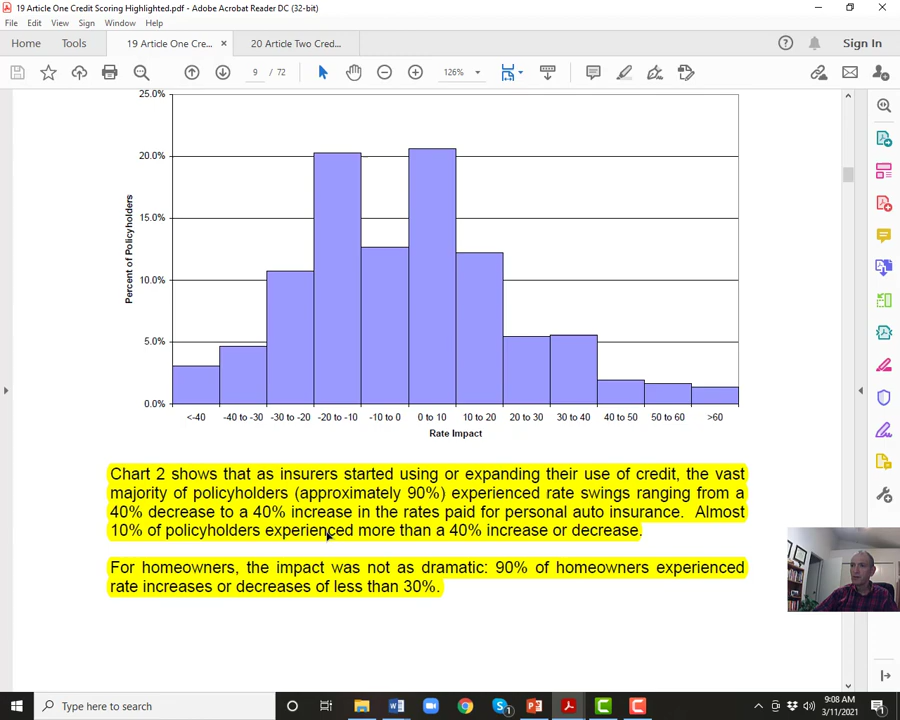 19 Article One Credit Scoring Highlighted.pdf - Adobe Acrobat Reader DC (32-bit)
File Edit View Sign Window Help
Home Tools 19 Article One Cre... × 20 Article Two Cred... Sign In
9 / 72 126%
25.0%
20.0%
15.0%
10.0%
5.0%
0.0%
Percent of Policyholders
<-40 -40 to -30 -30 to -20 -20 to -10 -10 to 0 0 to 10 10 to 20 20 to 30 30 to 40 40 to 50 50 to 60 >60
Rate Impact
Chart 2 shows that as insurers started using or expanding their use of credit, the vast
majority of policyholders (approximately 90%) experienced rate swings ranging from a
40% decrease to a 40% increase in the rates paid for personal auto insurance. Almost
10% of policyholders experienced more than a 40% increase or decrease.
For homeowners, the impact was not as dramatic: 90% of homeowners experienced
rate increases or decreases of less than 30%.
Type here to search
9:08 AM
3/11/2021